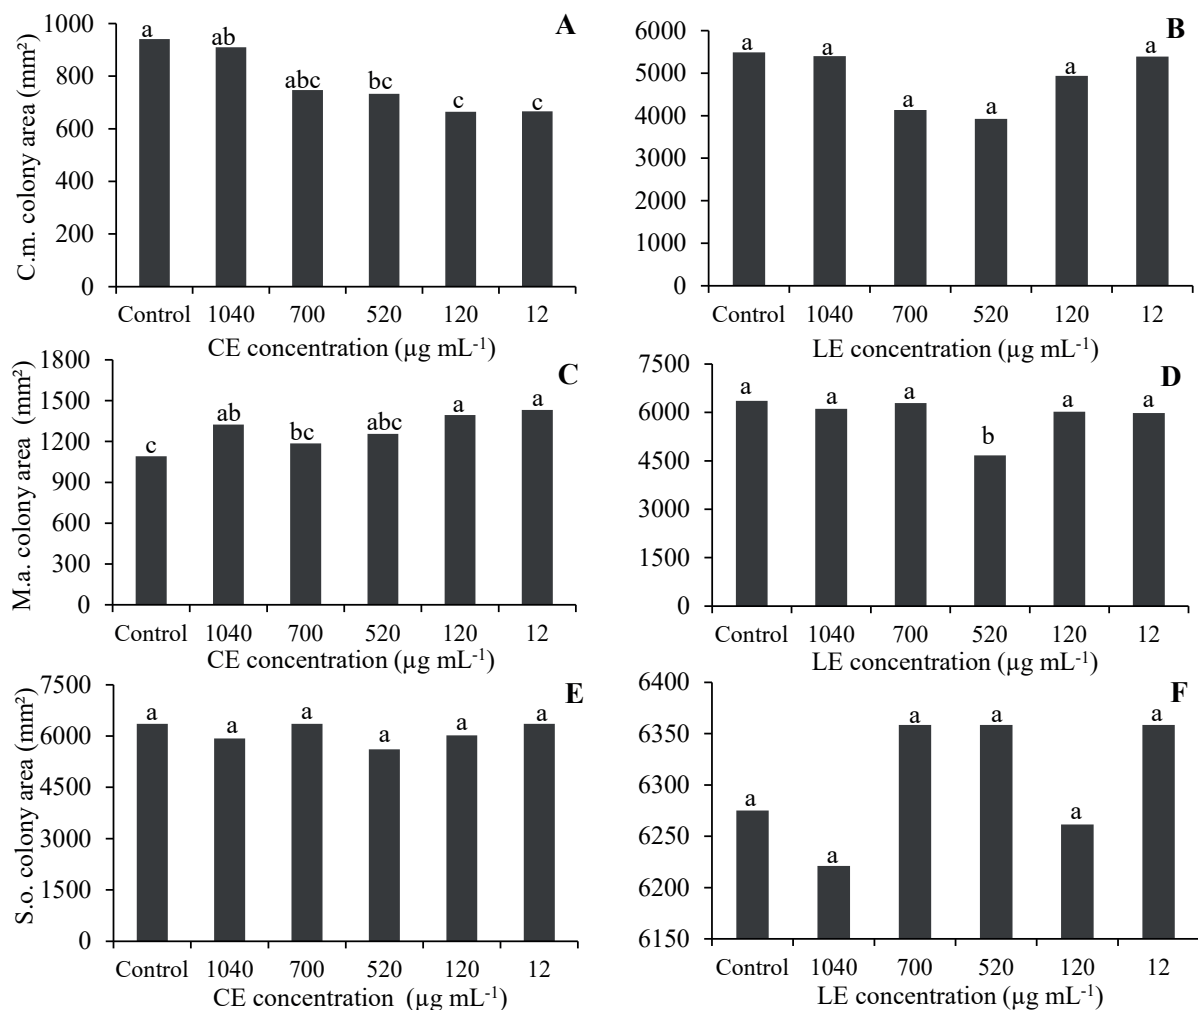 A
C.m. colony area (mm²)
1000
800
600
400
200
0
a
ab
abc
bc
c
c
Control 1040 700 520 120 12
CE concentration (µg mL⁻¹)
B
6000
5000
4000
3000
2000
1000
0
a
a
a
a
a
a
Control 1040 700 520 120 12
LE concentration (µg mL⁻¹)
C
M.a. colony area (mm²)
1800
1500
1200
900
600
300
0
c
ab
bc
abc
a
a
Control 1040 700 520 120 12
CE concentration (µg mL⁻¹)
D
7500
6000
4500
3000
1500
0
a
a
a
b
a
a
Control 1040 700 520 120 12
LE concentration (µg mL⁻¹)
E
S.o. colony area (mm²)
7500
6000
4500
3000
1500
0
a
a
a
a
a
a
Control 1040 700 520 120 12
CE concentration (µg mL⁻¹)
F
6400
6350
6300
6250
6200
6150
a
a
a
a
a
a
Control 1040 700 520 120 12
LE concentration (µg mL⁻¹)